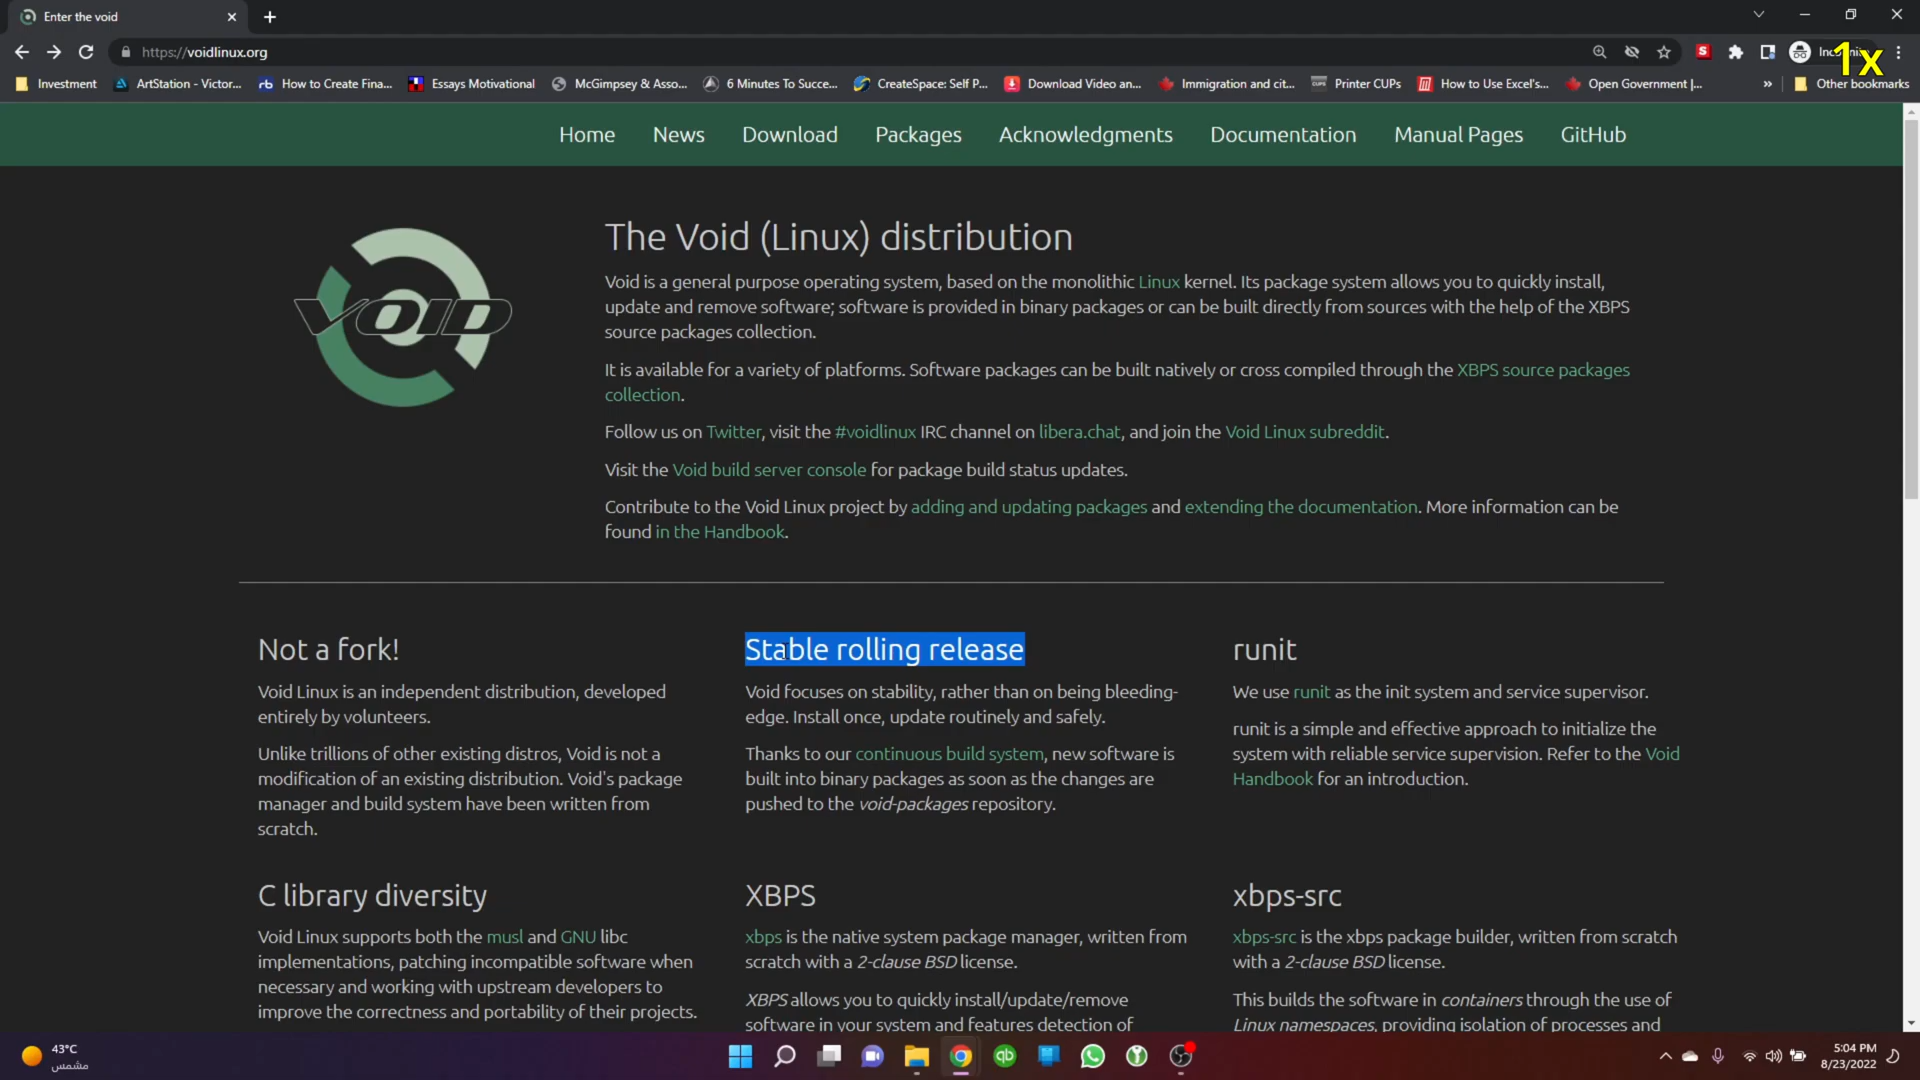 Enter the void
https://voidlinux.org
1x
Investment
ArtStation - Victor...
How to Create Fina...
Essays Motivational
McGimpsey & Asso...
6 Minutes To Succe...
CreateSpace: Self P...
Download Video an...
Immigration and cit...
Printer CUPs
How to Use Excel's...
Open Government |...
Other bookmarks
Home
News
Download
Packages
Acknowledgments
Documentation
Manual Pages
GitHub
VOID
The Void (Linux) distribution
Void is a general purpose operating system, based on the monolithic Linux kernel. Its package system allows you to quickly install,
update and remove software; software is provided in binary packages or can be built directly from sources with the help of the XBPS
source packages collection.
It is available for a variety of platforms. Software packages can be built natively or cross compiled through the XBPS source packages
collection.
Follow us on Twitter, visit the #voidlinux IRC channel on libera.chat, and join the Void Linux subreddit.
Visit the Void build server console for package build status updates.
Contribute to the Void Linux project by adding and updating packages and extending the documentation. More information can be
found in the Handbook.
Not a fork!
Void Linux is an independent distribution, developed
entirely by volunteers.
Unlike trillions of other existing distros, Void is not a
modification of an existing distribution. Void's package
manager and build system have been written from
scratch.
Stable rolling release
Void focuses on stability, rather than on being bleeding-
edge. Install once, update routinely and safely.
Thanks to our continuous build system, new software is
built into binary packages as soon as the changes are
pushed to the void-packages repository.
runit
We use runit as the init system and service supervisor.
runit is a simple and effective approach to initialize the
system with reliable service supervision. Refer to the Void
Handbook for an introduction.
C library diversity
Void Linux supports both the musl and GNU libc
implementations, patching incompatible software when
necessary and working with upstream developers to
improve the correctness and portability of their projects.
XBPS
xbps is the native system package manager, written from
scratch with a 2-clause BSD license.
XBPS allows you to quickly install/update/remove
software in your system and features detection of
xbps-src
xbps-src is the xbps package builder, written from scratch
with a 2-clause BSD license.
This builds the software in containers through the use of
Linux namespaces, providing isolation of processes and
43°C
مشمس
5:04 PM
8/23/2022